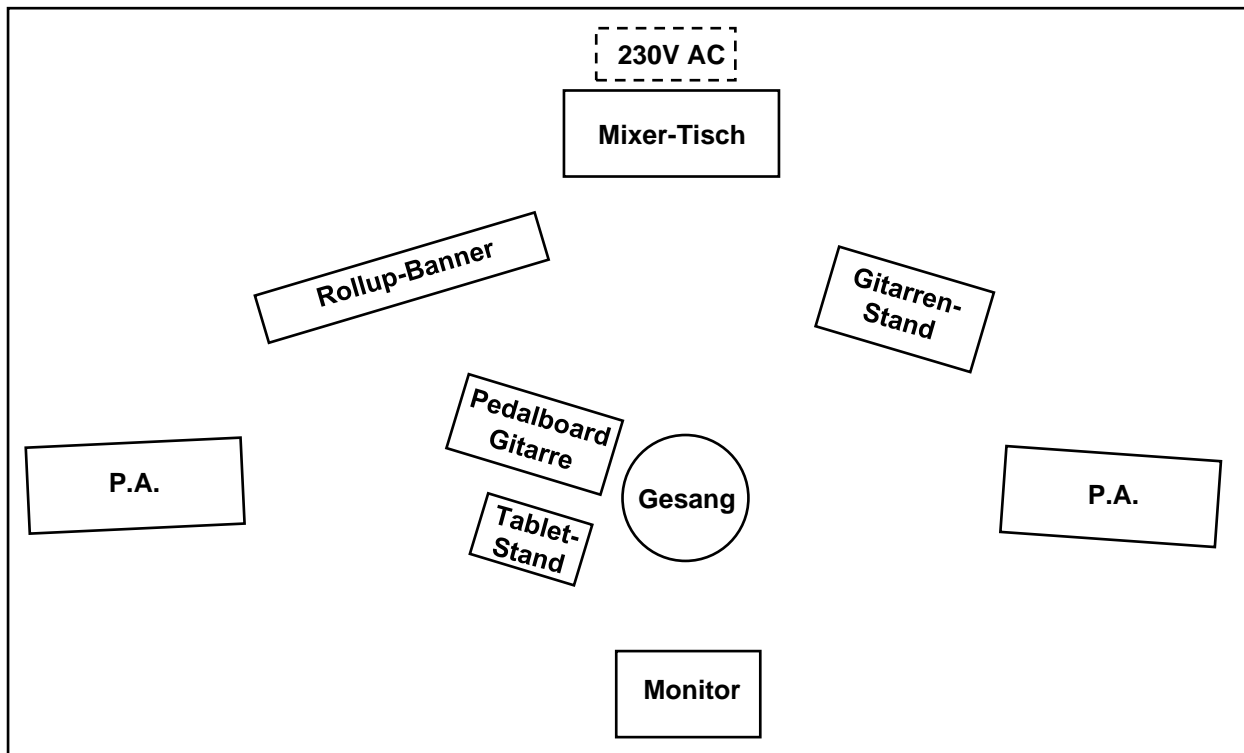 230V AC
Mixer-Tisch
Rollup-Banner
Gitarren-
Stand
Pedalboard
Gitarre
P.A.
Gesang
P.A.
Tablet-
Stand
Monitor